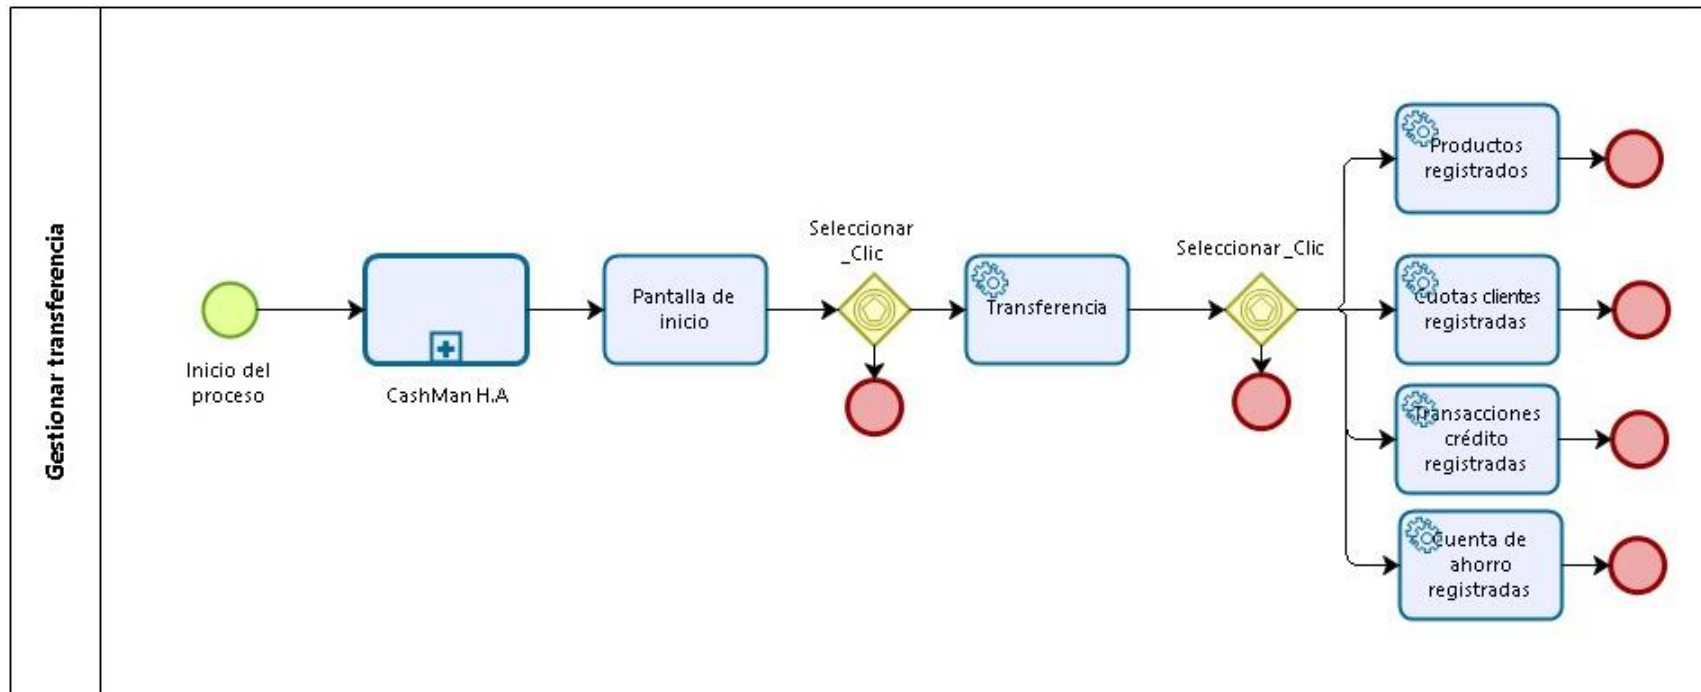 Gestionar transferencia
Inicio del
proceso
CashMan H.A
Pantalla de
inicio
Seleccionar
_Clic
Transferencia
Seleccionar_Clic
Productos
registrados
Cuotas clientes
registradas
Transacciones
crédito
registradas
Cuenta de
ahorro
registradas